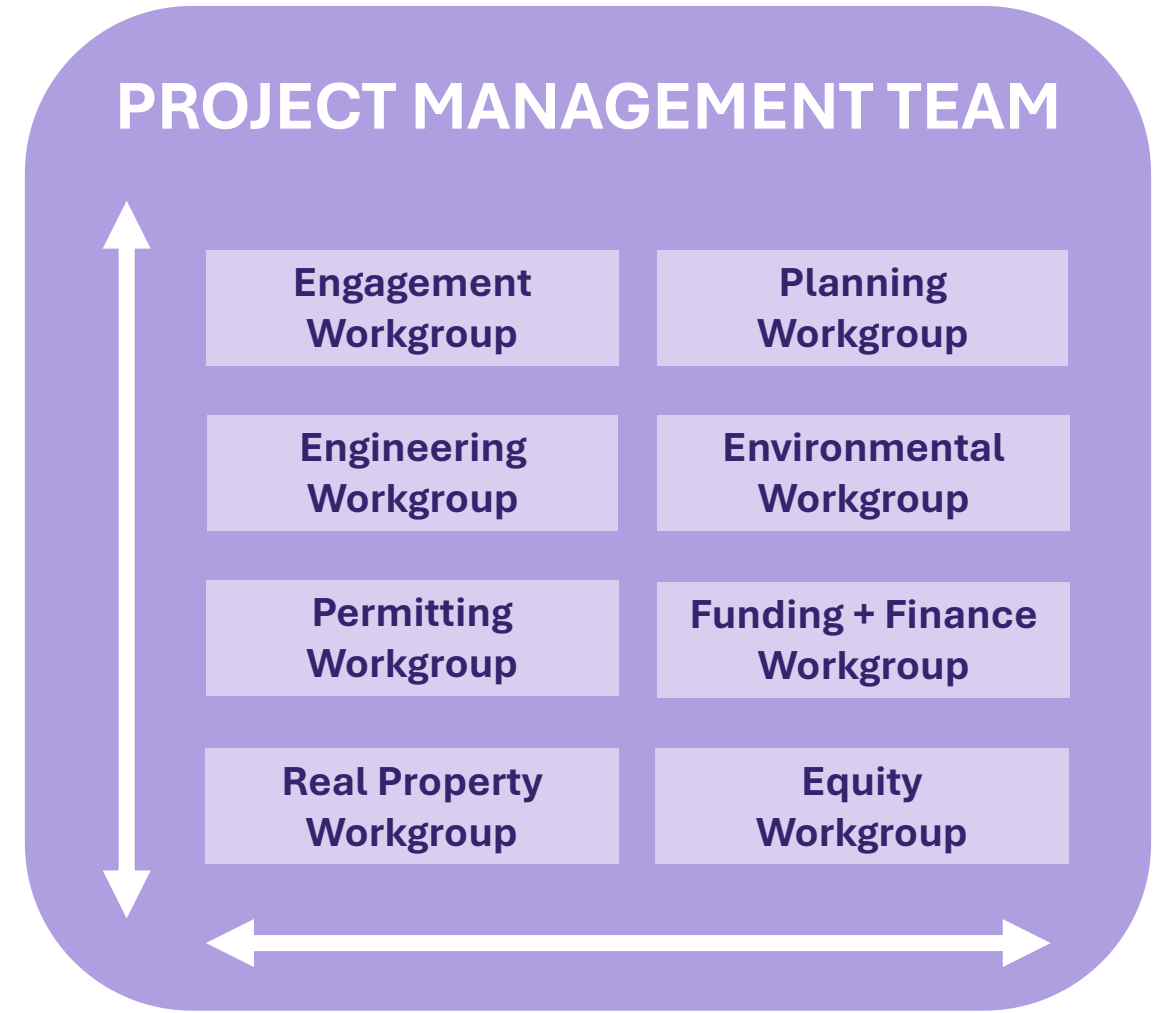 PROJECT MANAGEMENT TEAM
Engagement
Workgroup
Planning
Workgroup
Engineering
Workgroup
Environmental
Workgroup
Permitting
Workgroup
Funding + Finance
Workgroup
Real Property
Workgroup
Equity
Workgroup